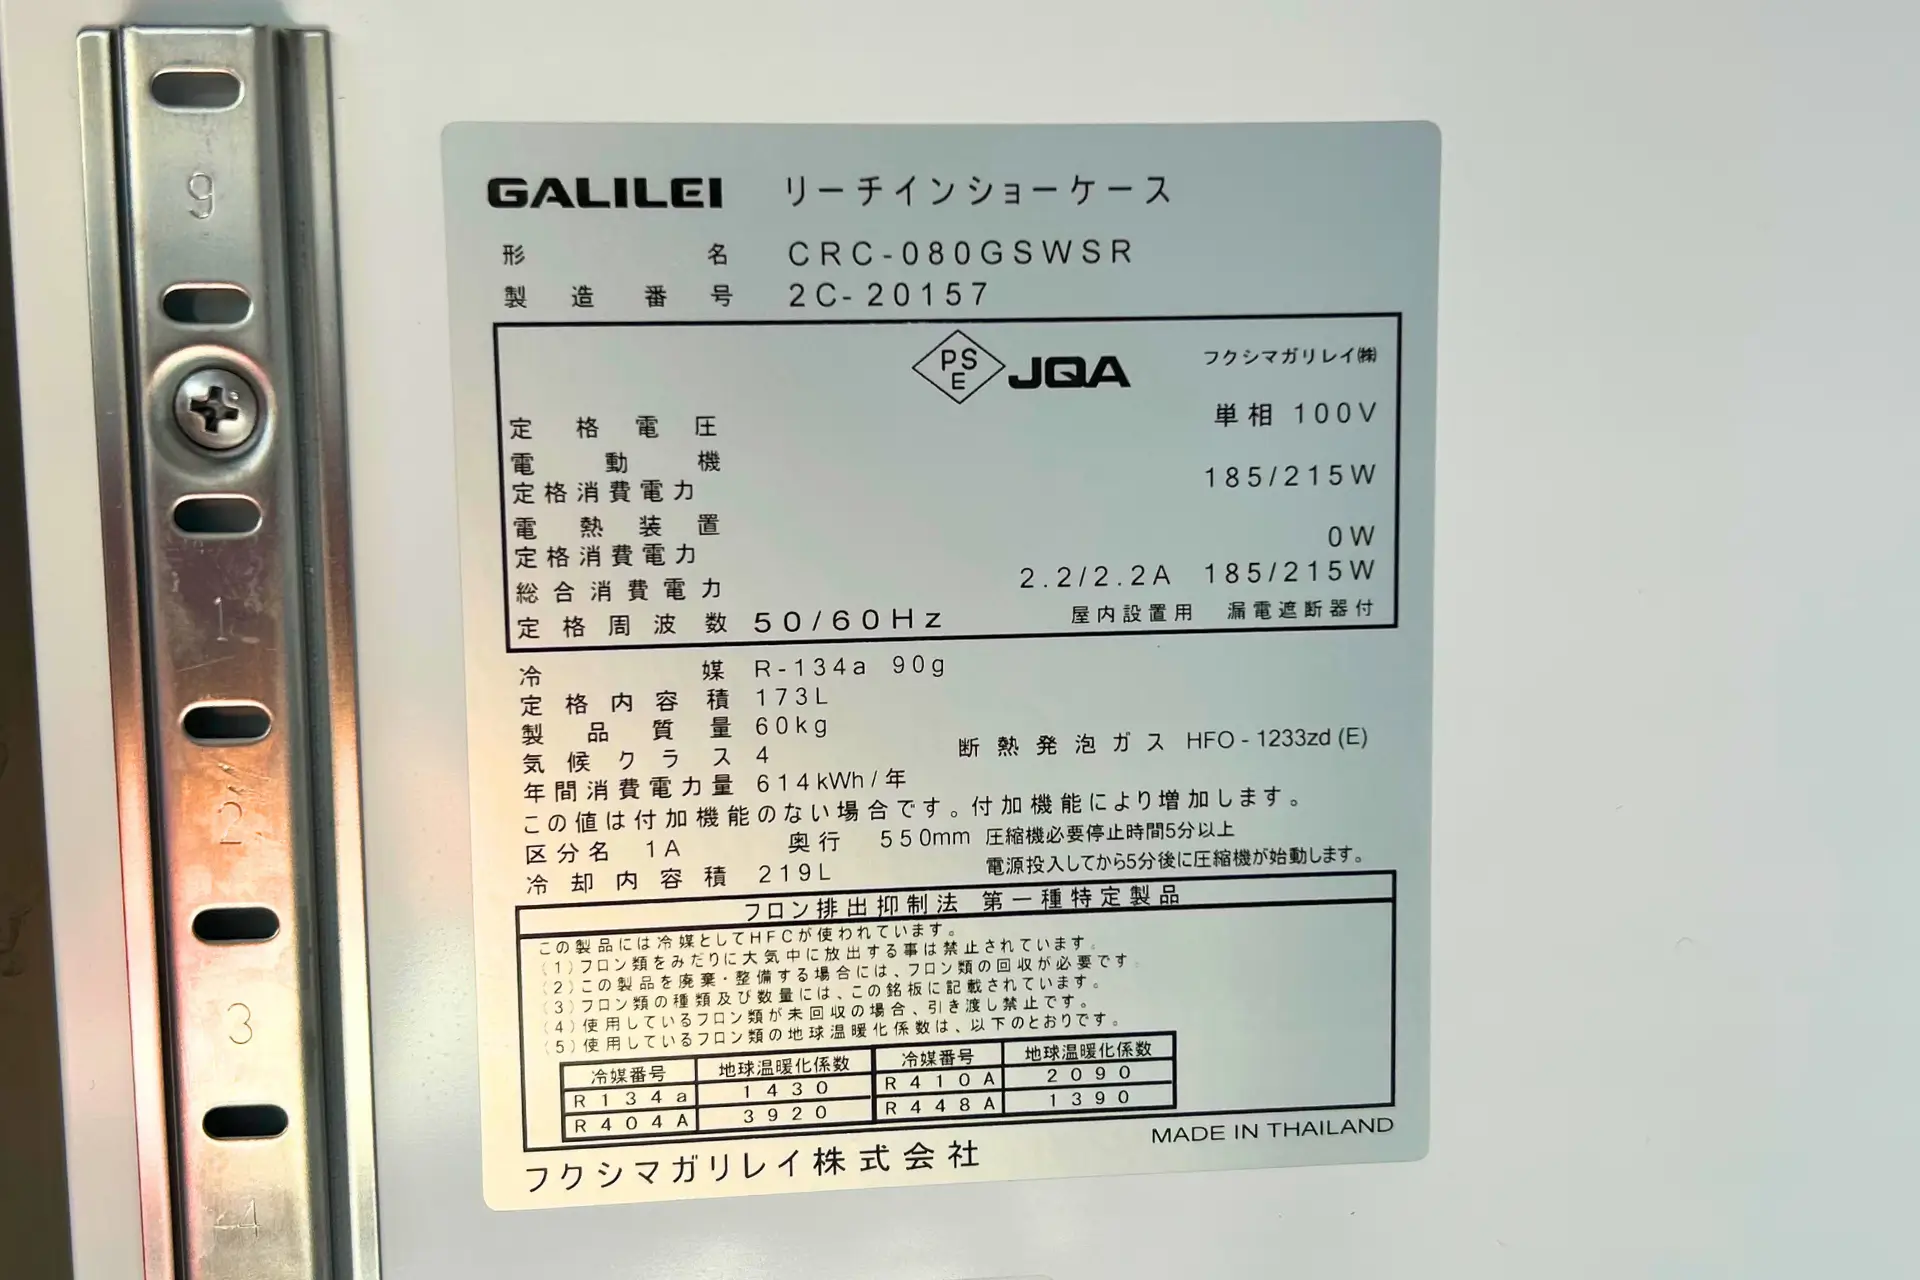 GALILEI リーチインショーケース
形名 CRC-080GSWSR
製造番号 2C-20157
PSE JQA フクシマガリレイ㈱
定格電圧 単相 100V
電動機
定格消費電力 185/215W
電熱装置
定格消費電力 0W
総合消費電力 2.2/2.2A 185/215W
定格周波数 50/60Hz 屋内設置用 漏電遮断器付
冷媒 R-134a 90g
定格内容積 173L
製品質量 60kg
気候クラス 4 断熱発泡ガス HFO-1233zd(E)
年間消費電力量 614kWh/年
この値は付加機能のない場合です。付加機能により増加します。
区分名 1A 奥行 550mm 圧縮機必要停止時間5分以上
冷却内容積 219L 電源投入してから5分後に圧縮機が始動します。
フロン排出抑制法 第一種特定製品
この製品には冷媒としてHFCが使われています。
(1)フロン類をみだりに大気中に放出する事は禁止されています。
(2)この製品を廃棄・整備する場合には、フロン類の回収が必要です。
(3)フロン類の種類及び数量には、この銘板に記載されています。
(4)使用しているフロン類が未回収の場合、引き渡し禁止です。
(5)使用しているフロン類の地球温暖化係数は、以下のとおりです。
冷媒番号 地球温暖化係数 冷媒番号 地球温暖化係数
R134a 1430 R410A 2090
R404A 3920 R448A 1390
フクシマガリレイ株式会社 MADE IN THAILAND
9
1
2
3
4